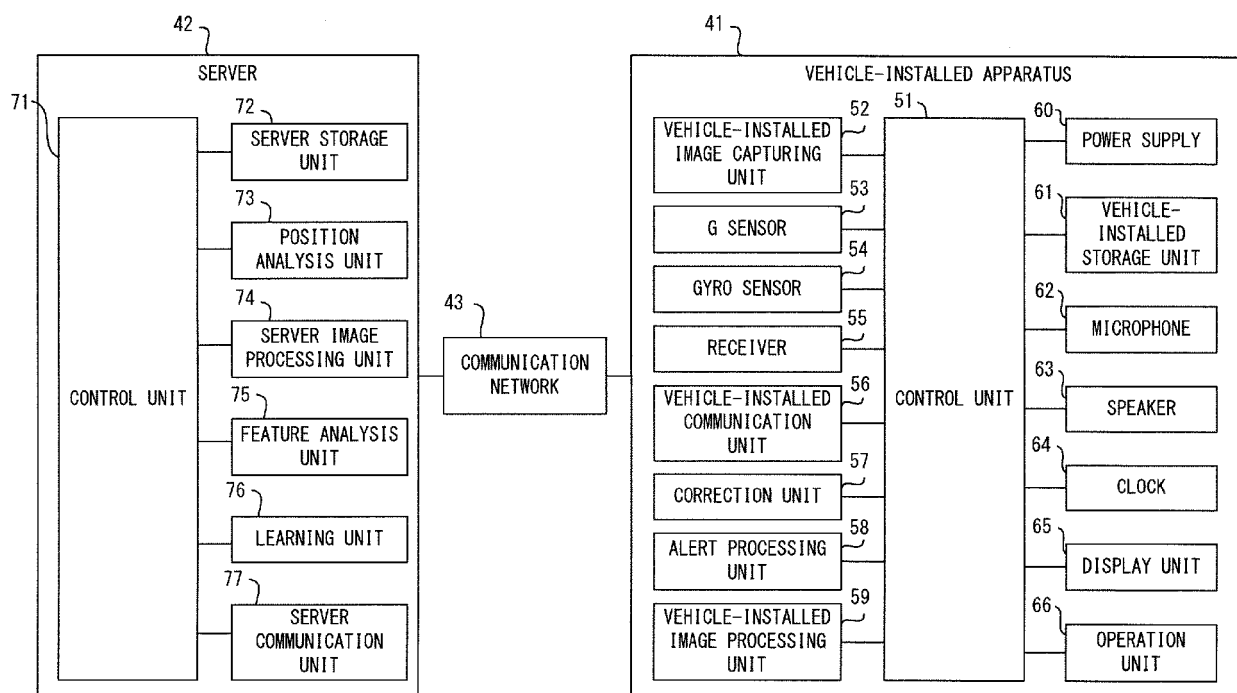 42
SERVER
71
CONTROL UNIT
72
SERVER STORAGE
UNIT
73
POSITION
ANALYSIS UNIT
74
SERVER IMAGE
PROCESSING UNIT
75
FEATURE ANALYSIS
UNIT
76
LEARNING UNIT
77
SERVER
COMMUNICATION
UNIT
43
COMMUNICATION
NETWORK
41
VEHICLE-INSTALLED APPARATUS
52
VEHICLE-INSTALLED
IMAGE CAPTURING
UNIT
53
G SENSOR
54
GYRO SENSOR
55
RECEIVER
56
VEHICLE-INSTALLED
COMMUNICATION
UNIT
57
CORRECTION UNIT
58
ALERT PROCESSING
UNIT
59
VEHICLE-INSTALLED
IMAGE PROCESSING
UNIT
51
CONTROL UNIT
60
POWER SUPPLY
61
VEHICLE-
INSTALLED
STORAGE UNIT
62
MICROPHONE
63
SPEAKER
64
CLOCK
65
DISPLAY UNIT
66
OPERATION
UNIT